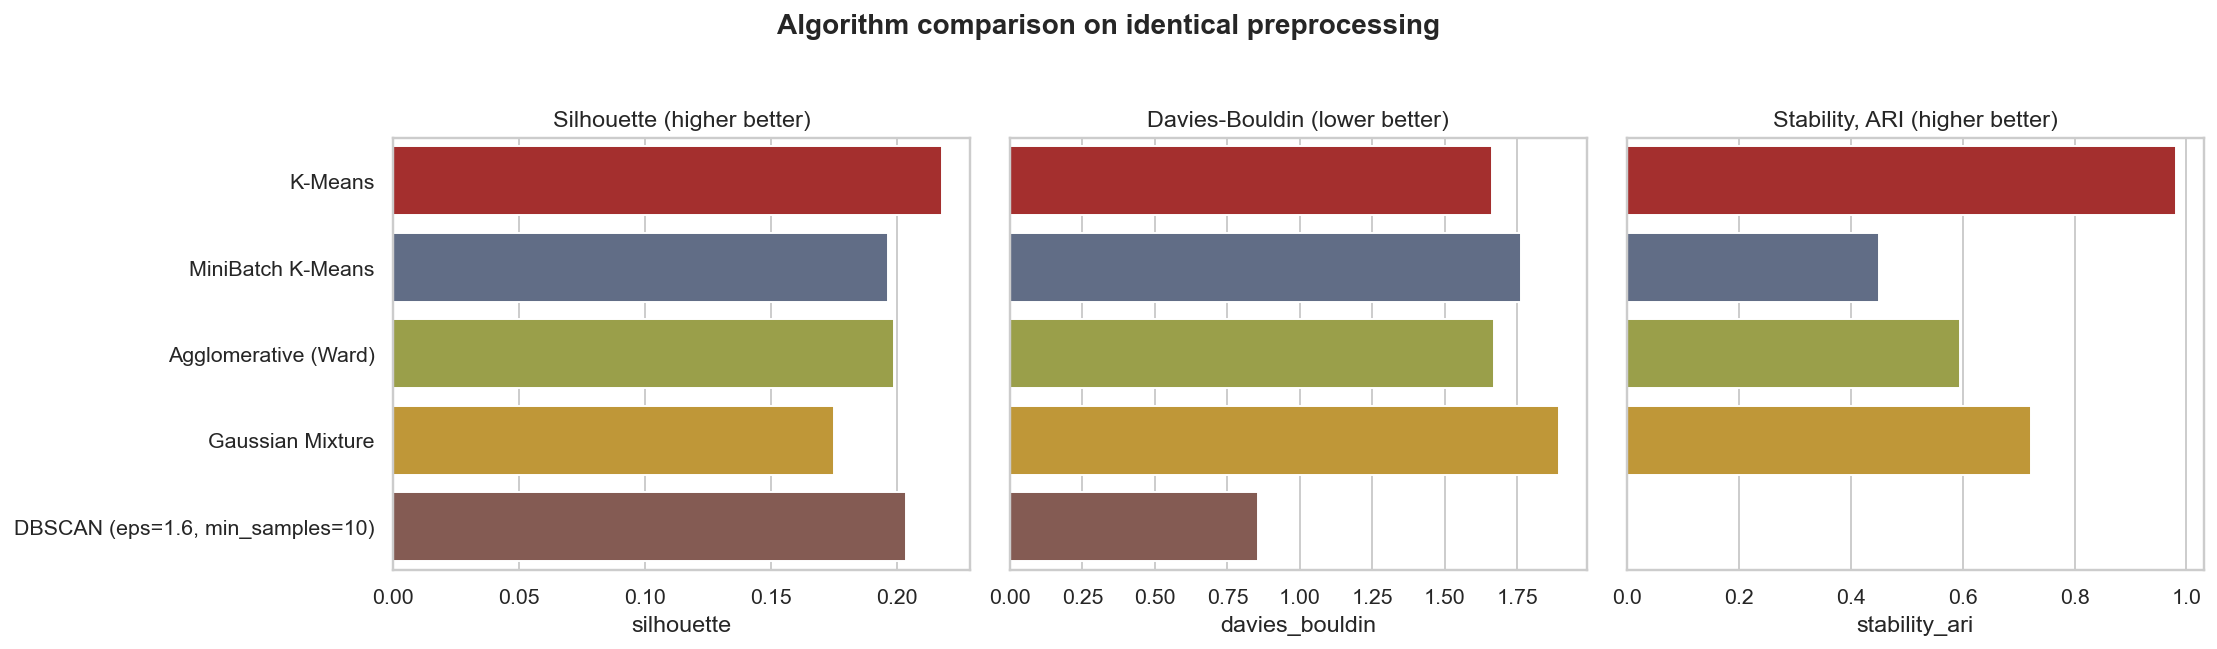 Algorithm comparison on identical preprocessing
Silhouette (higher better)
Davies-Bouldin (lower better)
Stability, ARI (higher better)
K-Means
MiniBatch K-Means
Agglomerative (Ward)
Gaussian Mixture
DBSCAN (eps=1.6, min_samples=10)
0.00 0.05 0.10 0.15 0.20
silhouette
0.00 0.25 0.50 0.75 1.00 1.25 1.50 1.75
davies_bouldin
0.0 0.2 0.4 0.6 0.8 1.0
stability_ari